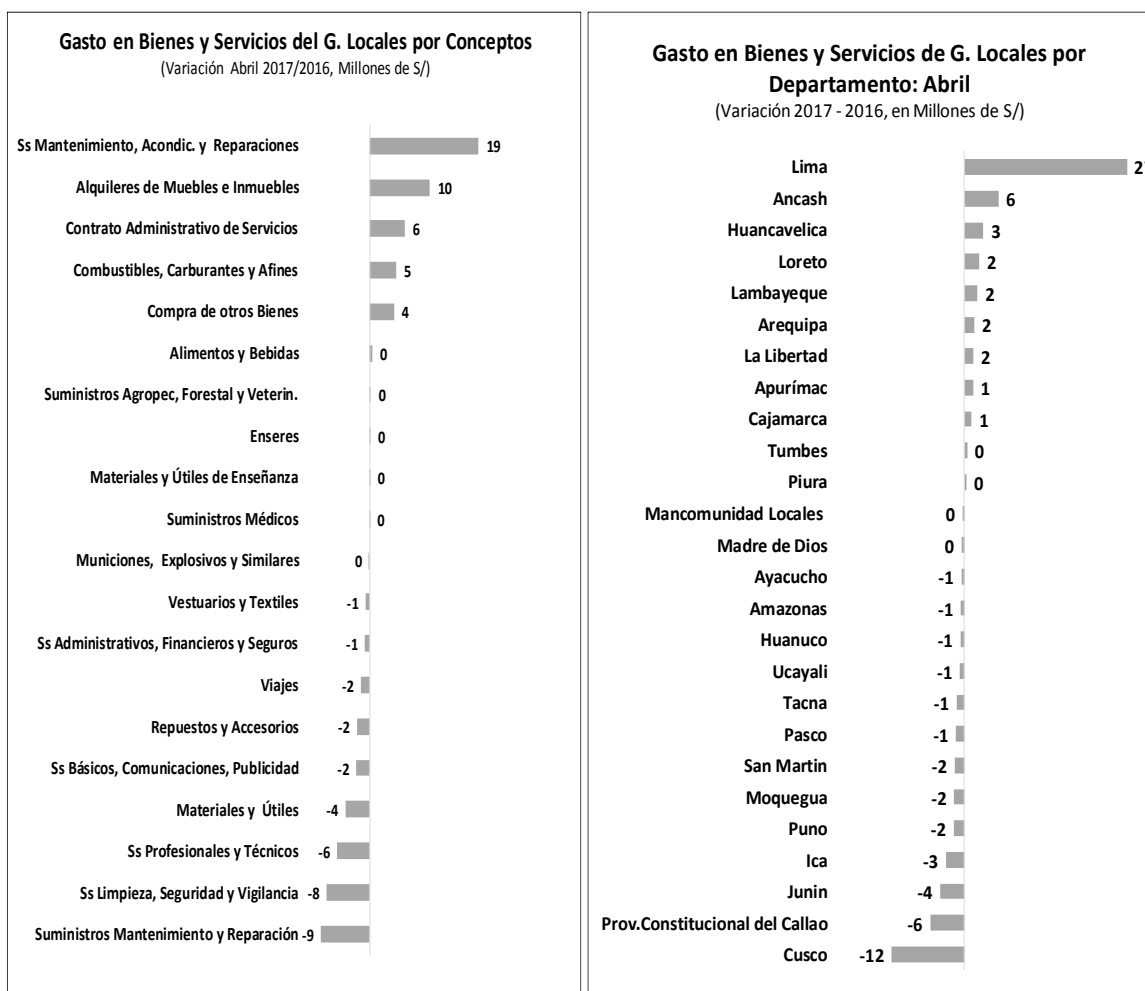 Gasto en Bienes y Servicios del G. Locales por Conceptos
(Variación Abril 2017/2016, Millones de S/)
Ss Mantenimiento, Acondic. y Reparaciones 19
Alquileres de Muebles e Inmuebles 10
Contrato Administrativo de Servicios 6
Combustibles, Carburantes y Afines 5
Compra de otros Bienes 4
Alimentos y Bebidas 0
Suministros Agropec, Forestal y Veterin. 0
Enseres 0
Materiales y Útiles de Enseñanza 0
Suministros Médicos 0
Municiones, Explosivos y Similares 0
Vestuarios y Textiles -1
Ss Administrativos, Financieros y Seguros -1
Viajes -2
Repuestos y Accesorios -2
Ss Básicos, Comunicaciones, Publicidad -2
Materiales y Útiles -4
Ss Profesionales y Técnicos -6
Ss Limpieza, Seguridad y Vigilancia -8
Suministros Mantenimiento y Reparación -9
Gasto en Bienes y Servicios de G. Locales por
Departamento: Abril
(Variación 2017 - 2016, en Millones de S/)
Lima
Ancash 6
Huancavelica 3
Loreto 2
Lambayeque 2
Arequipa 2
La Libertad 2
Apurímac 1
Cajamarca 1
Tumbes 0
Piura 0
Mancomunidad Locales 0
Madre de Dios 0
Ayacucho -1
Amazonas -1
Huanuco -1
Ucayali -1
Tacna -1
Pasco -1
San Martin -2
Moquegua -2
Puno -2
Ica -3
Junin -4
Prov.Constitucional del Callao -6
Cusco -12